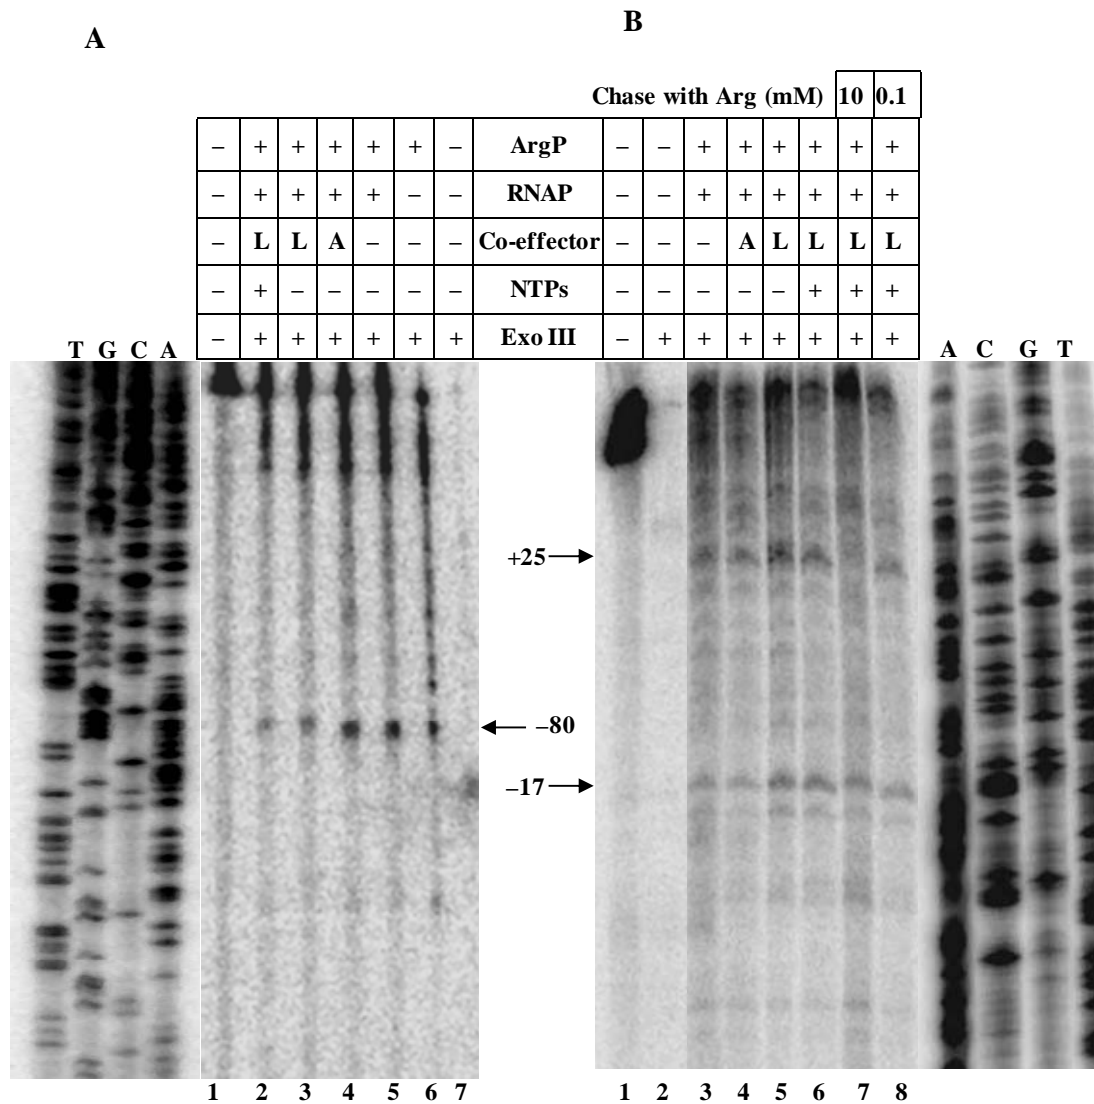 A
B
Chase with Arg (mM) 10 0.1
– + + + + + – ArgP – – + + + + + +
– + + + + – – RNAP – – + + + + + +
– L L A – – – Co-effector – – – A L L L L
– + – – – – – NTPs – – – – – + + +
– + + + + + + Exo III – + + + + + + +
T G C A
A C G T
+25
–80
–17
1 2 3 4 5 6 7
1 2 3 4 5 6 7 8